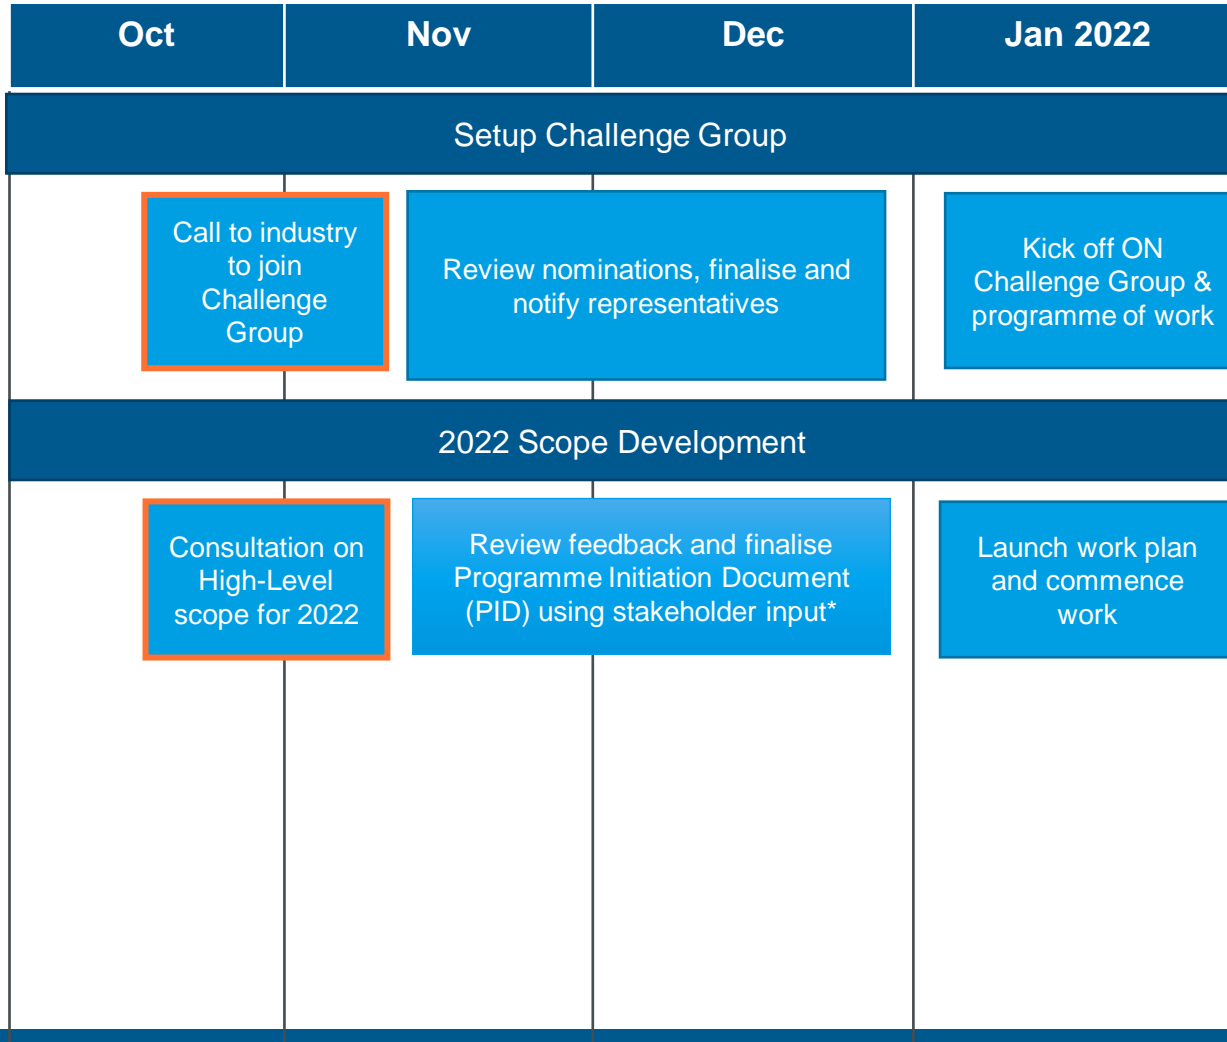 Oct
Nov
Dec
Jan 2022
Setup Challenge Group
Call to industry
to join
Challenge
Group
Review nominations, finalise and
notify representatives
Kick off ON
Challenge Group &
programme of work
2022 Scope Development
Consultation on
High-Level
scope for 2022
Review feedback and finalise
Programme Initiation Document
(PID) using stakeholder input*
Launch work plan
and commence
work